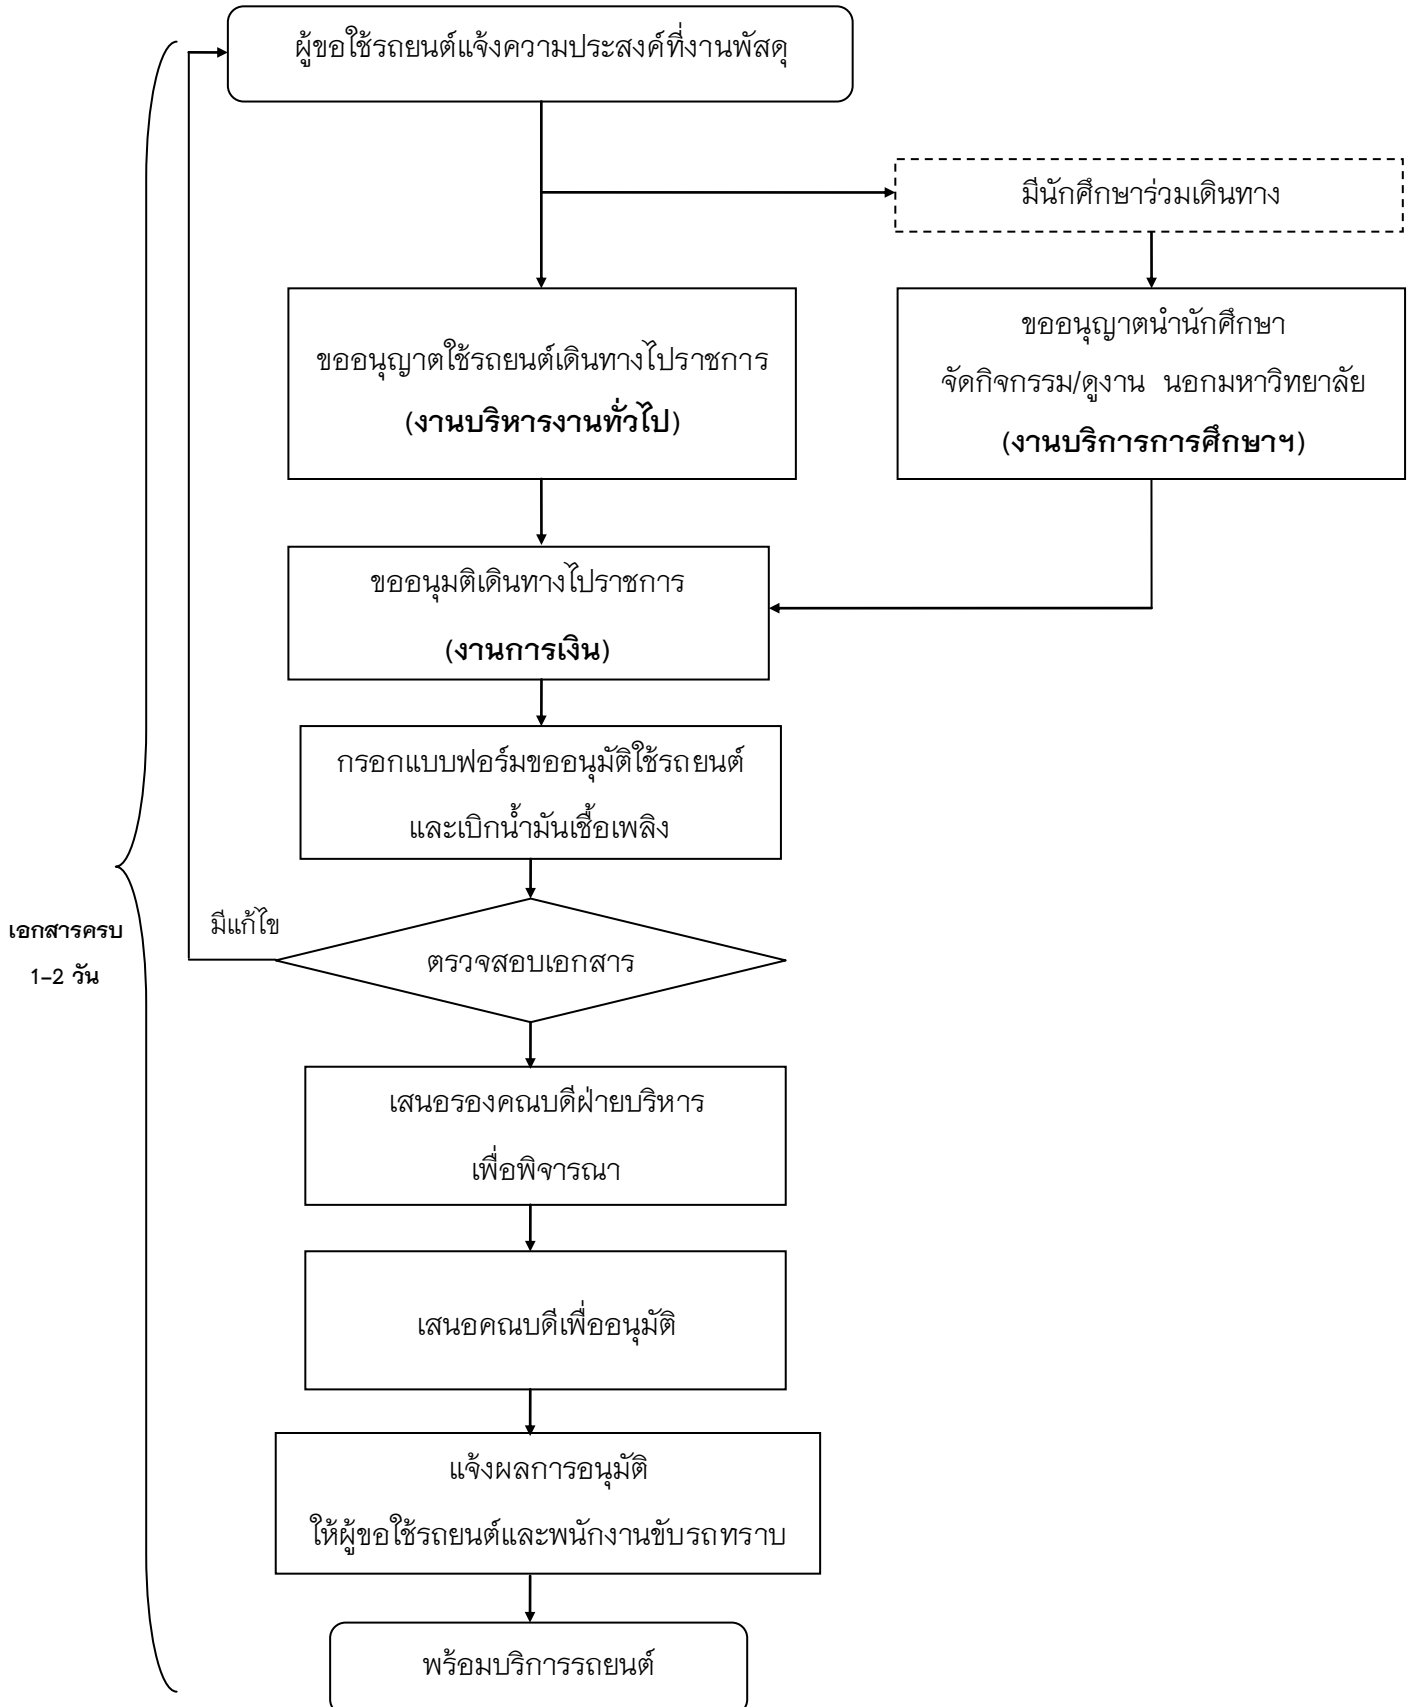 ผู้ขอใช้รถยนต์แจ้งความประสงค์ที่งานพัสดุ
มีนักศึกษาร่วมเดินทาง
ขออนุญาตใช้รถยนต์เดินทางไปราชการ
(งานบริหารงานทั่วไป)
ขออนุญาตนำนักศึกษา
จัดกิจกรรม/ดูงาน นอกมหาวิทยาลัย
(งานบริการการศึกษาฯ)
ขออนุมติเดินทางไปราชการ
(งานการเงิน)
กรอกแบบฟอร์มขออนุมัติใช้รถยนต์
และเบิกน้ำมันเชื้อเพลิง
มีแก้ไข
เอกสารครบ
1-2 วัน
ตรวจสอบเอกสาร
เสนอรองคณบดีฝ่ายบริหาร
เพื่อพิจารณา
เสนอคณบดีเพื่ออนุมัติ
แจ้งผลการอนุมัติ
ให้ผู้ขอใช้รถยนต์และพนักงานขับรถทราบ
พร้อมบริการรถยนต์